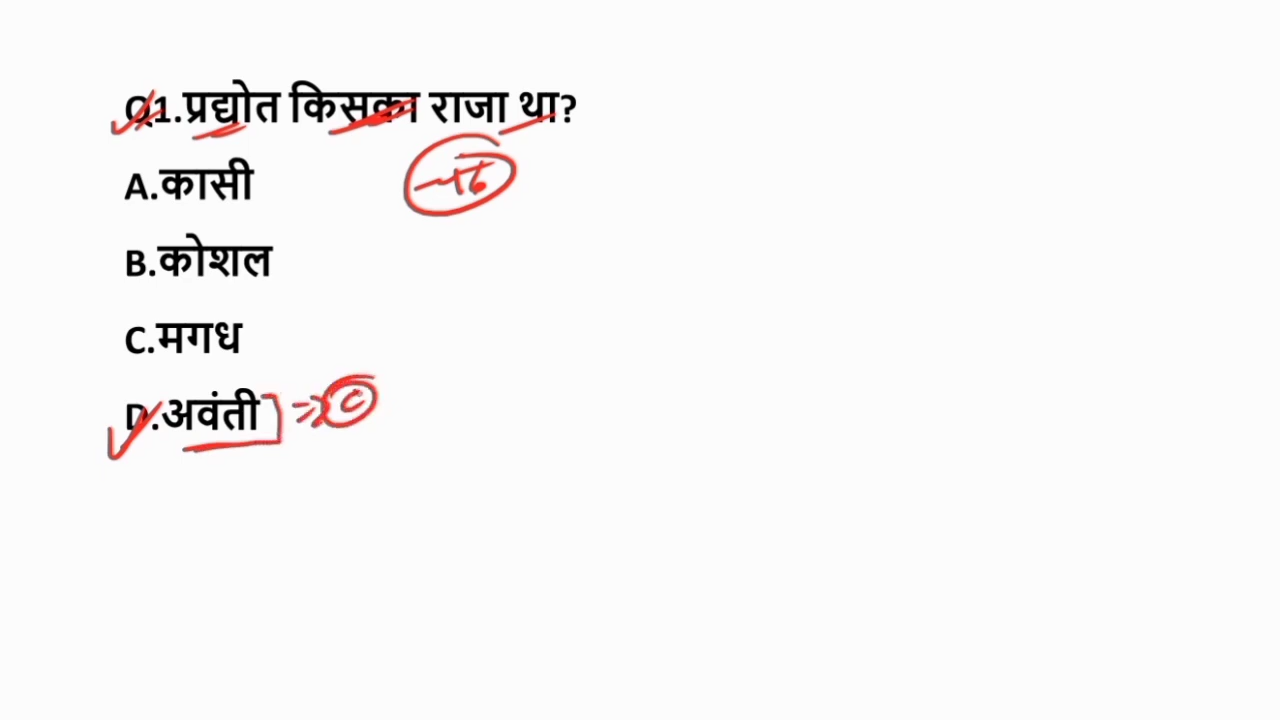 Q1.प्रद्योत किसका राजा था?
A.कासी
B.कोशल
C.मगध
D.अवंती